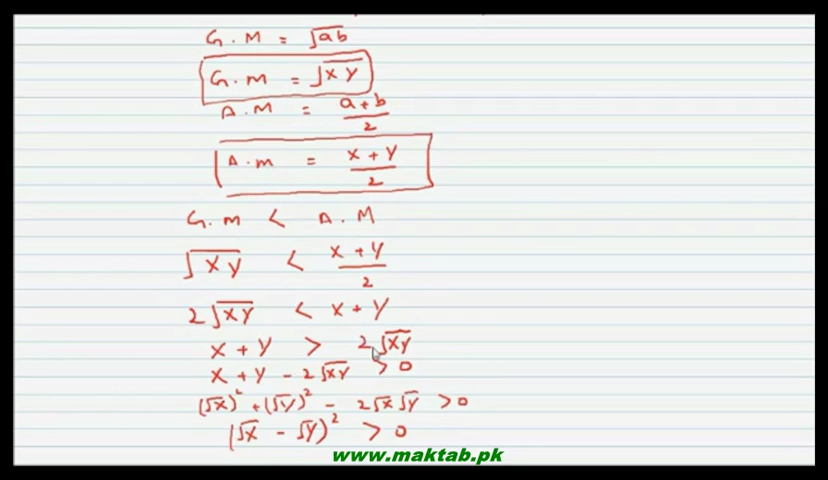 G.M = √ab
G.m = √XY
A.M = a+b/2
A.m = X+Y/2
G.m < A.M
√XY < X+Y/2
2√XY < X+Y
X+Y > 2√XY
X+Y - 2√XY > 0
(√X)² + (√Y)² - 2√X√Y > 0
(√X - √Y)² > 0
www.maktab.pk